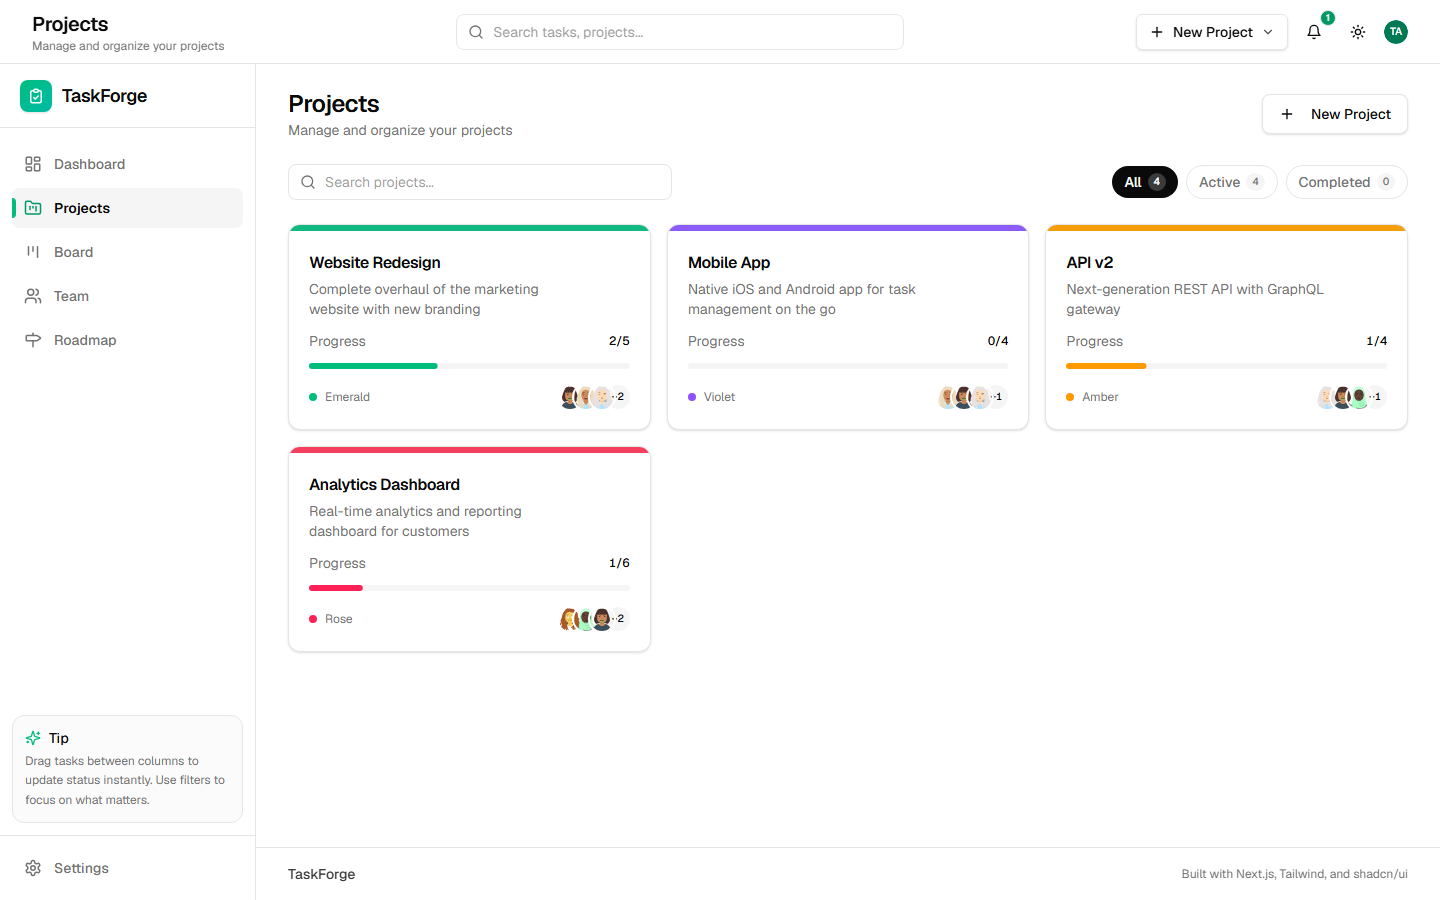 Projects
Manage and organize your projects
Search tasks, projects...
New Project
1
TA
TaskForge
Dashboard
Projects
Board
Team
Roadmap
Tip
Drag tasks between columns to
update status instantly. Use filters to
focus on what matters.
Settings
Projects
Manage and organize your projects
New Project
Search projects...
All 4
Active 4
Completed 0
Website Redesign
Complete overhaul of the marketing
website with new branding
Progress 2/5
Emerald
2
Mobile App
Native iOS and Android app for task
management on the go
Progress 0/4
Violet
1
API v2
Next-generation REST API with GraphQL
gateway
Progress 1/4
Amber
1
Analytics Dashboard
Real-time analytics and reporting
dashboard for customers
Progress 1/6
Rose
2
TaskForge
Built with Next.js, Tailwind, and shadcn/ui